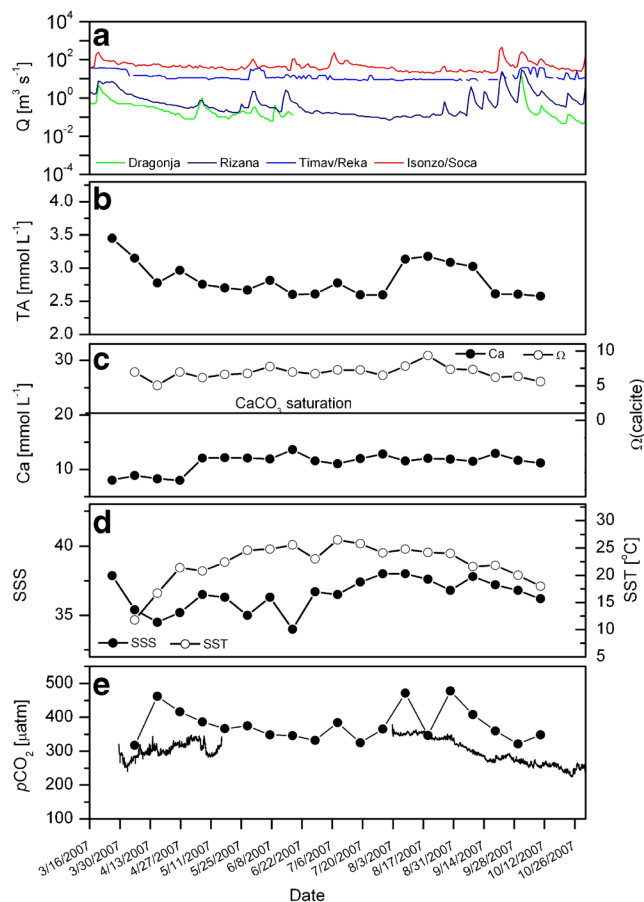 a
Q [m³ s⁻¹]
10⁴
10²
10⁰
10⁻²
10⁻⁴
Dragonja Rizana Timav/Reka Isonzo/Soca
b
TA [mmol L⁻¹]
3.5
3.0
2.5
2.0
c
Ca Ω
Ca [mmol L⁻¹]
30
20
10
CaCO₃ saturation
10
5
0
Ω(calcite)
d
SSS
40
35
SSS SST
30
25
20
15
10
5
SST [°C]
e
pCO₂ [µatm]
500
400
300
200
100
3/16/2007
3/30/2007
4/13/2007
4/27/2007
5/11/2007
5/25/2007
6/8/2007
6/22/2007
7/6/2007
7/20/2007
8/3/2007
8/17/2007
8/31/2007
9/14/2007
9/28/2007
10/12/2007
10/26/2007
Date